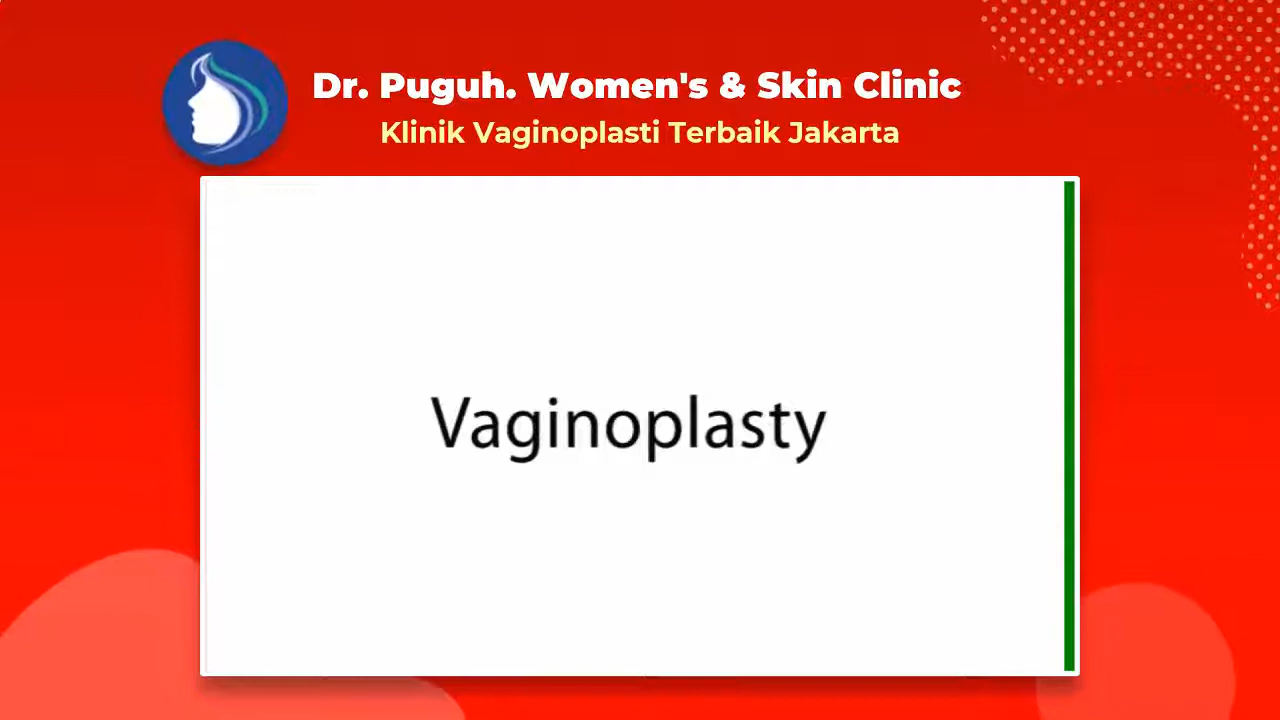 Dr. Puguh. Women's & Skin Clinic
Klinik Vaginoplasti Terbaik Jakarta
Vaginoplasty